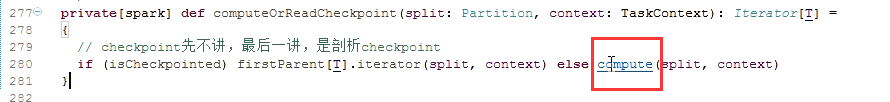 277 private[spark] def computeOrReadCheckpoint(split: Partition, context: TaskContext): Iterator[T] =
278 {
279 // checkpoint先不讲，最后一讲，是剖析checkpoint
280 if (isCheckpointed) firstParent[T].iterator(split, context) else compute(split, context)
281 }
282